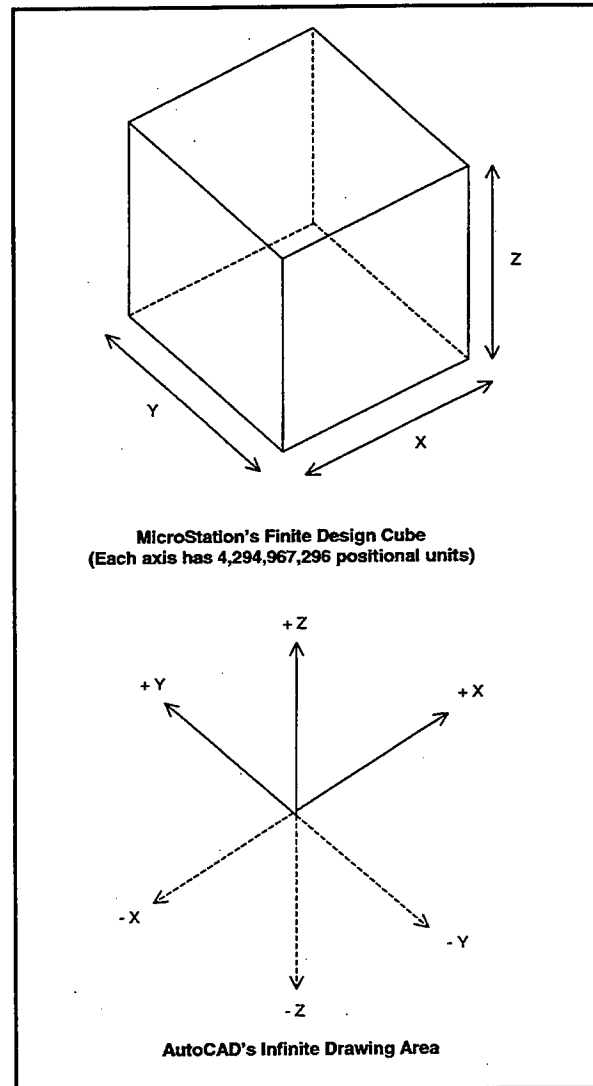 Z
Y
X
MicroStation's Finite Design Cube
(Each axis has 4,294,967,296 positional units)
+Z
+Y
+X
-X
-Y
-Z
AutoCAD's Infinite Drawing Area